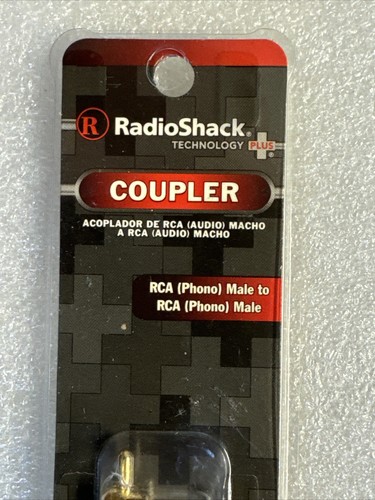 R RadioShack®
TECHNOLOGY PLUS
COUPLER
ACOPLADOR DE RCA (AUDIO) MACHO
A RCA (AUDIO) MACHO
RCA (Phono) Male to
RCA (Phono) Male